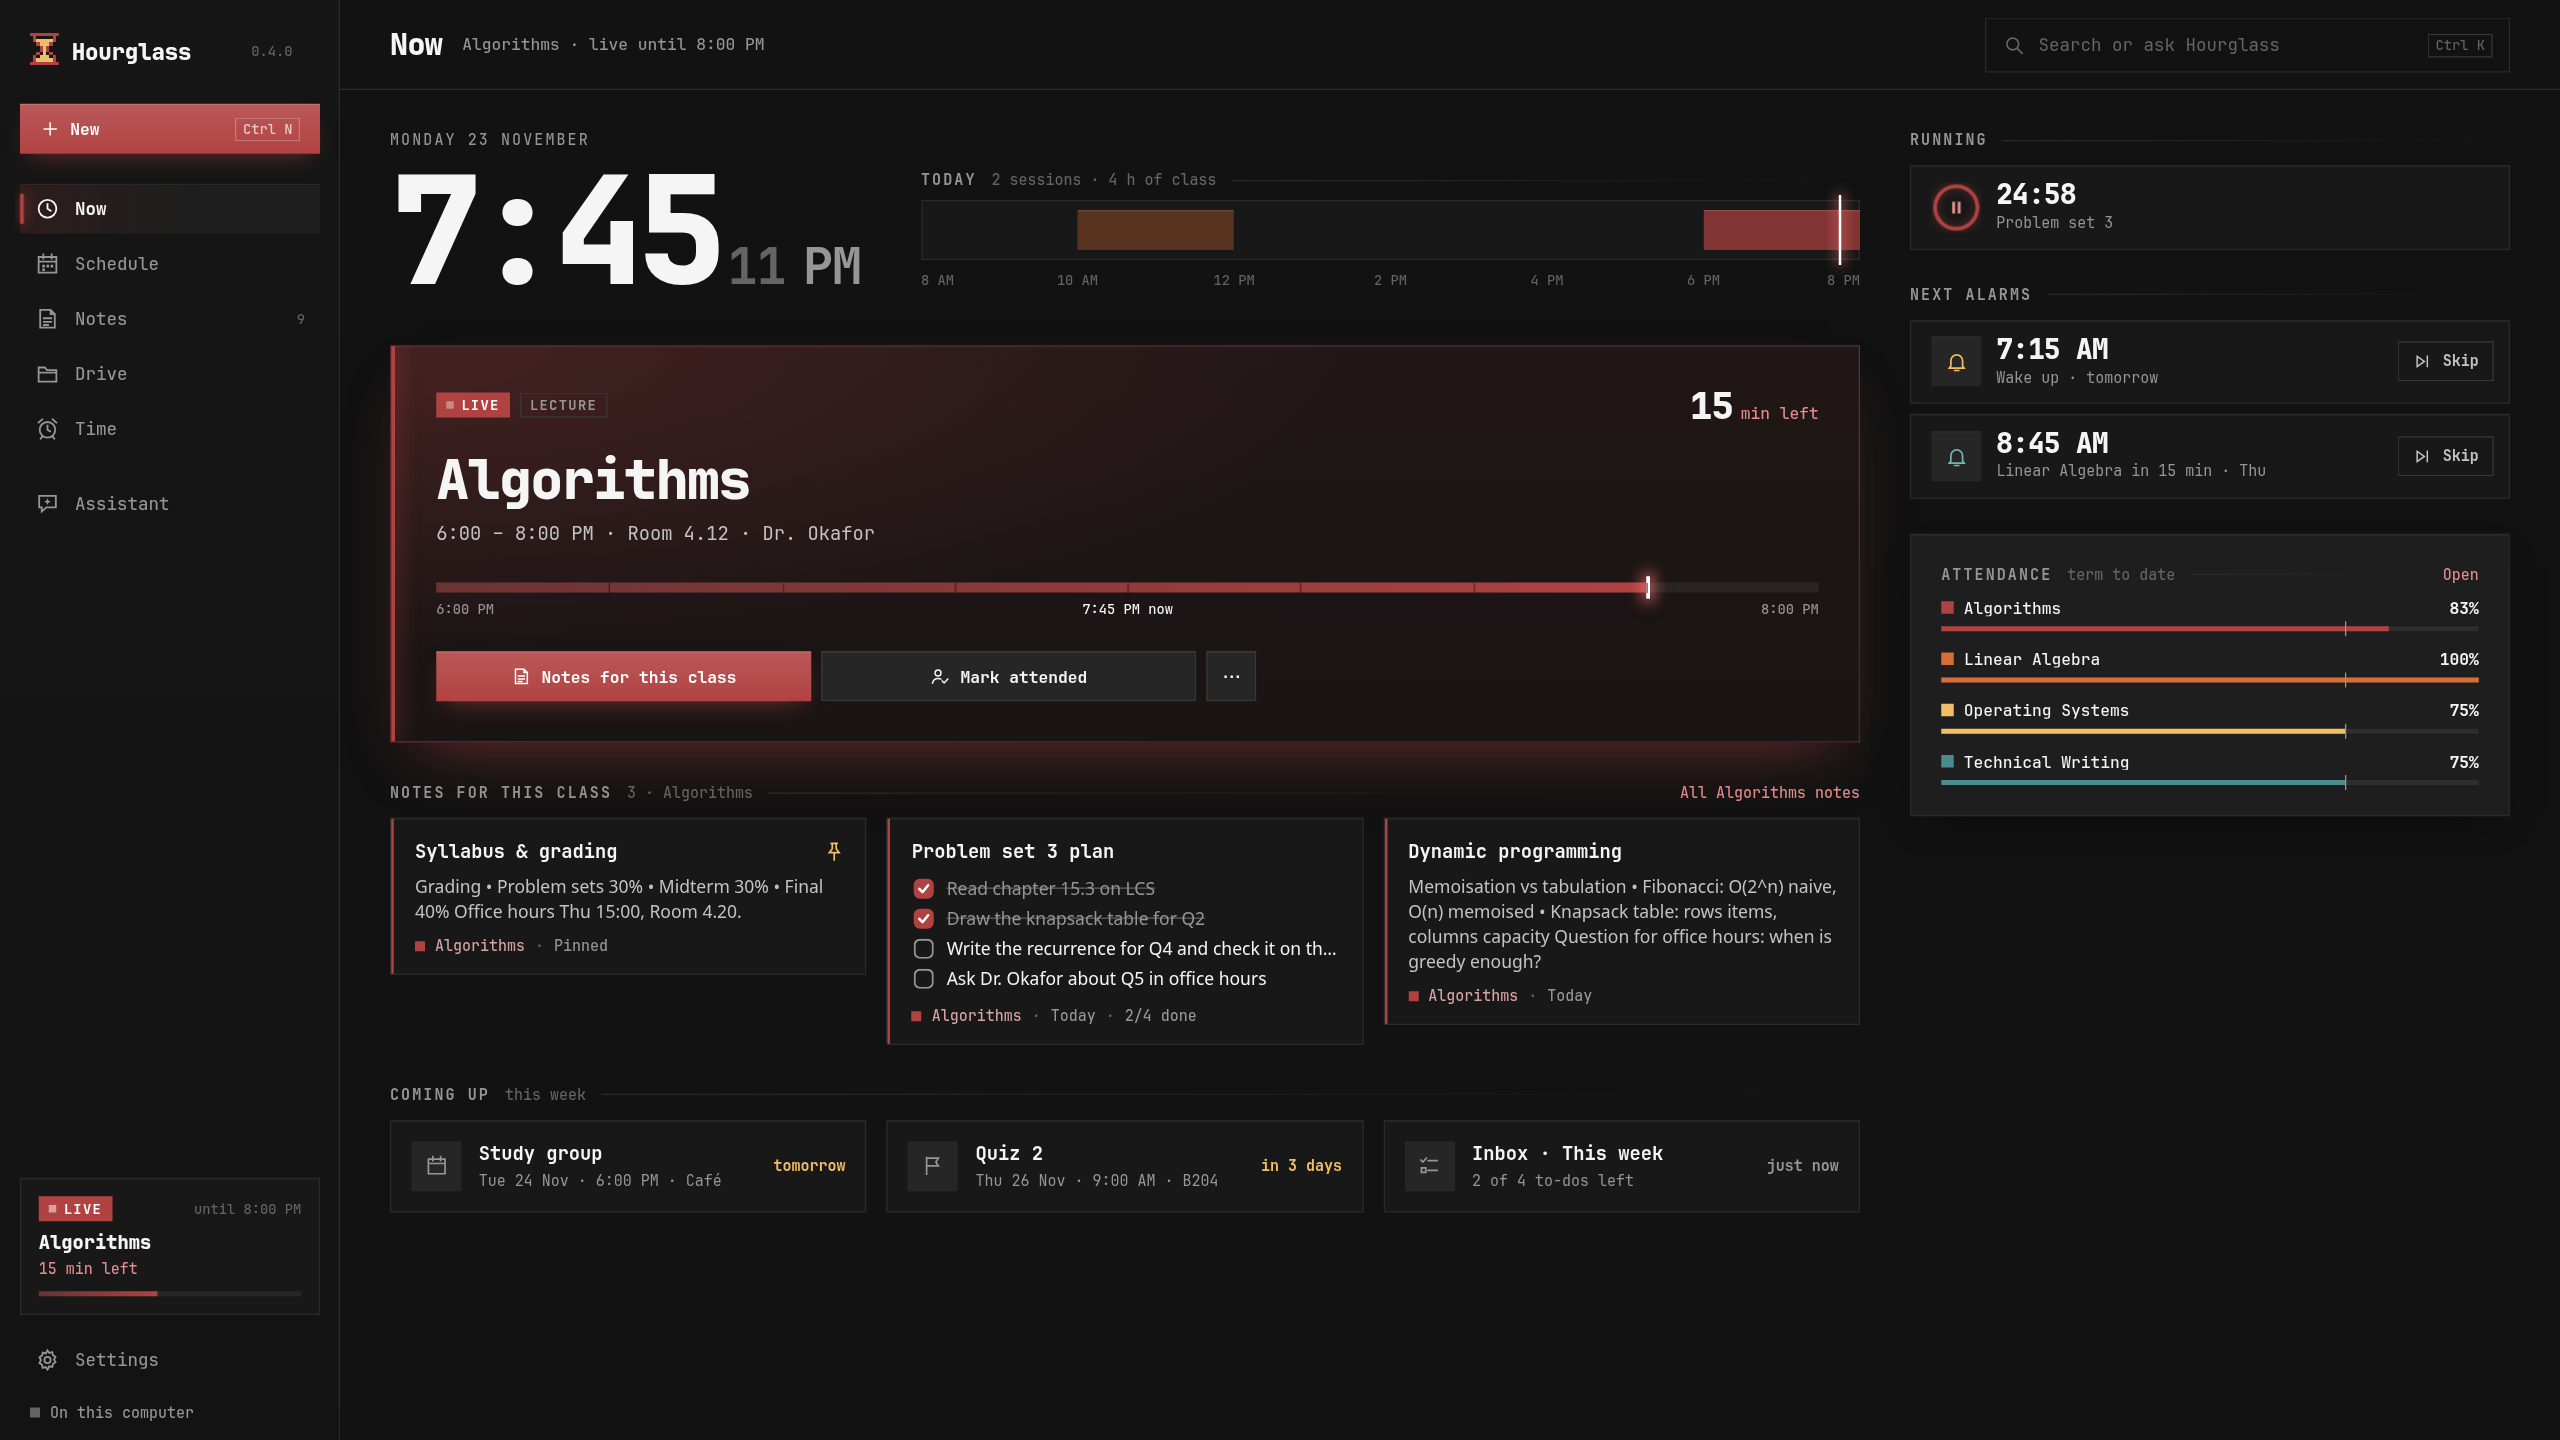 Hourglass 0.4.0
New Ctrl N
Now
Schedule
Notes 9
Drive
Time
Assistant
LIVE until 8:00 PM
Algorithms
15 min left
Settings
On this computer
Now Algorithms · live until 8:00 PM
Search or ask Hourglass Ctrl K
MONDAY 23 NOVEMBER
7:45 11 PM
TODAY 2 sessions · 4 h of class
8 AM 10 AM 12 PM 2 PM 4 PM 6 PM 8 PM
LIVE LECTURE
15 min left
Algorithms
6:00 – 8:00 PM · Room 4.12 · Dr. Okafor
6:00 PM 7:45 PM now 8:00 PM
Notes for this class Mark attended ...
NOTES FOR THIS CLASS 3 · Algorithms All Algorithms notes
Syllabus & grading
Grading • Problem sets 30% • Midterm 30% • Final
40% Office hours Thu 15:00, Room 4.20.
Algorithms · Pinned
Problem set 3 plan
Read chapter 15.3 on LCS
Draw the knapsack table for Q2
Write the recurrence for Q4 and check it on th...
Ask Dr. Okafor about Q5 in office hours
Algorithms · Today · 2/4 done
Dynamic programming
Memoisation vs tabulation • Fibonacci: O(2^n) naive,
O(n) memoised • Knapsack table: rows items,
columns capacity Question for office hours: when is
greedy enough?
Algorithms · Today
COMING UP this week
Study group
Tue 24 Nov · 6:00 PM · Café
tomorrow
Quiz 2
Thu 26 Nov · 9:00 AM · B204
in 3 days
Inbox · This week
2 of 4 to-dos left
just now
RUNNING
24:58
Problem set 3
NEXT ALARMS
7:15 AM
Wake up · tomorrow
Skip
8:45 AM
Linear Algebra in 15 min · Thu
Skip
ATTENDANCE term to date Open
Algorithms 83%
Linear Algebra 100%
Operating Systems 75%
Technical Writing 75%